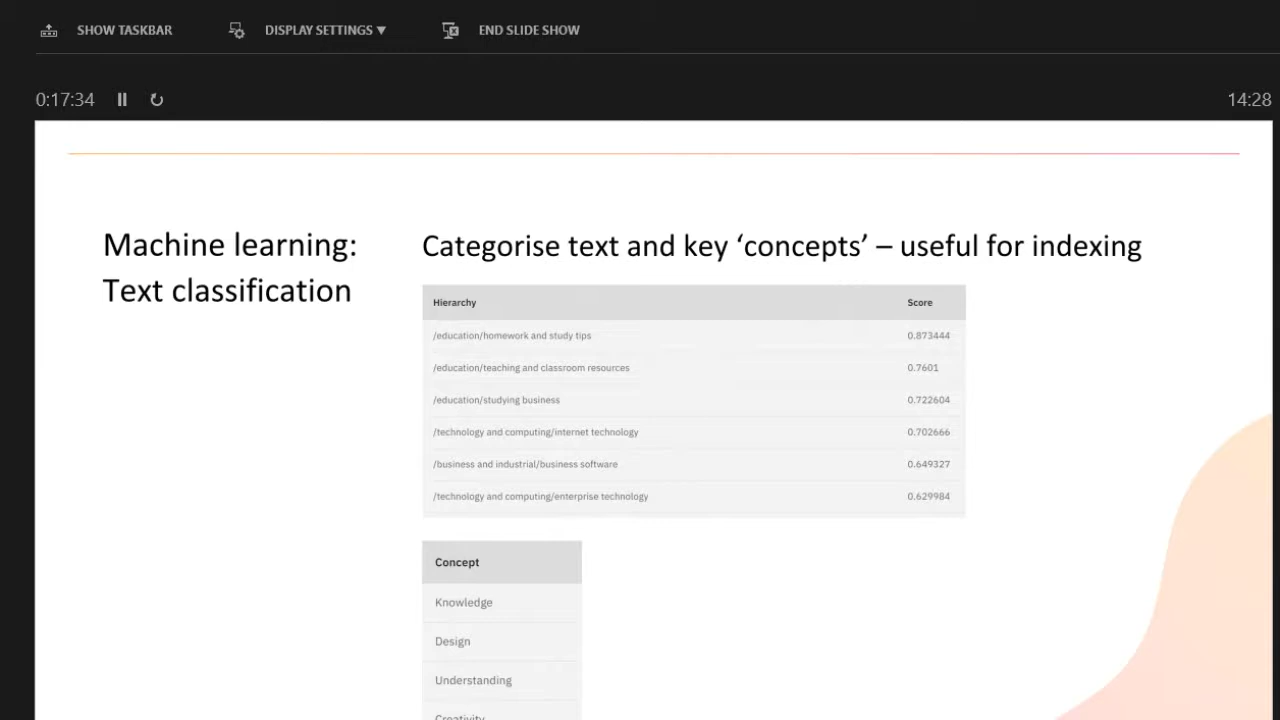 SHOW TASKBAR
DISPLAY SETTINGS ▼
END SLIDE SHOW
0:17:34
14:28
Machine learning:
Text classification
Categorise text and key ‘concepts’ – useful for indexing
Hierarchy Score
/education/homework and study tips 0.873444
/education/teaching and classroom resources 0.7601
/education/studying business 0.722604
/technology and computing/internet technology 0.702666
/business and industrial/business software 0.649327
/technology and computing/enterprise technology 0.629984
Concept
Knowledge
Design
Understanding
Creativity